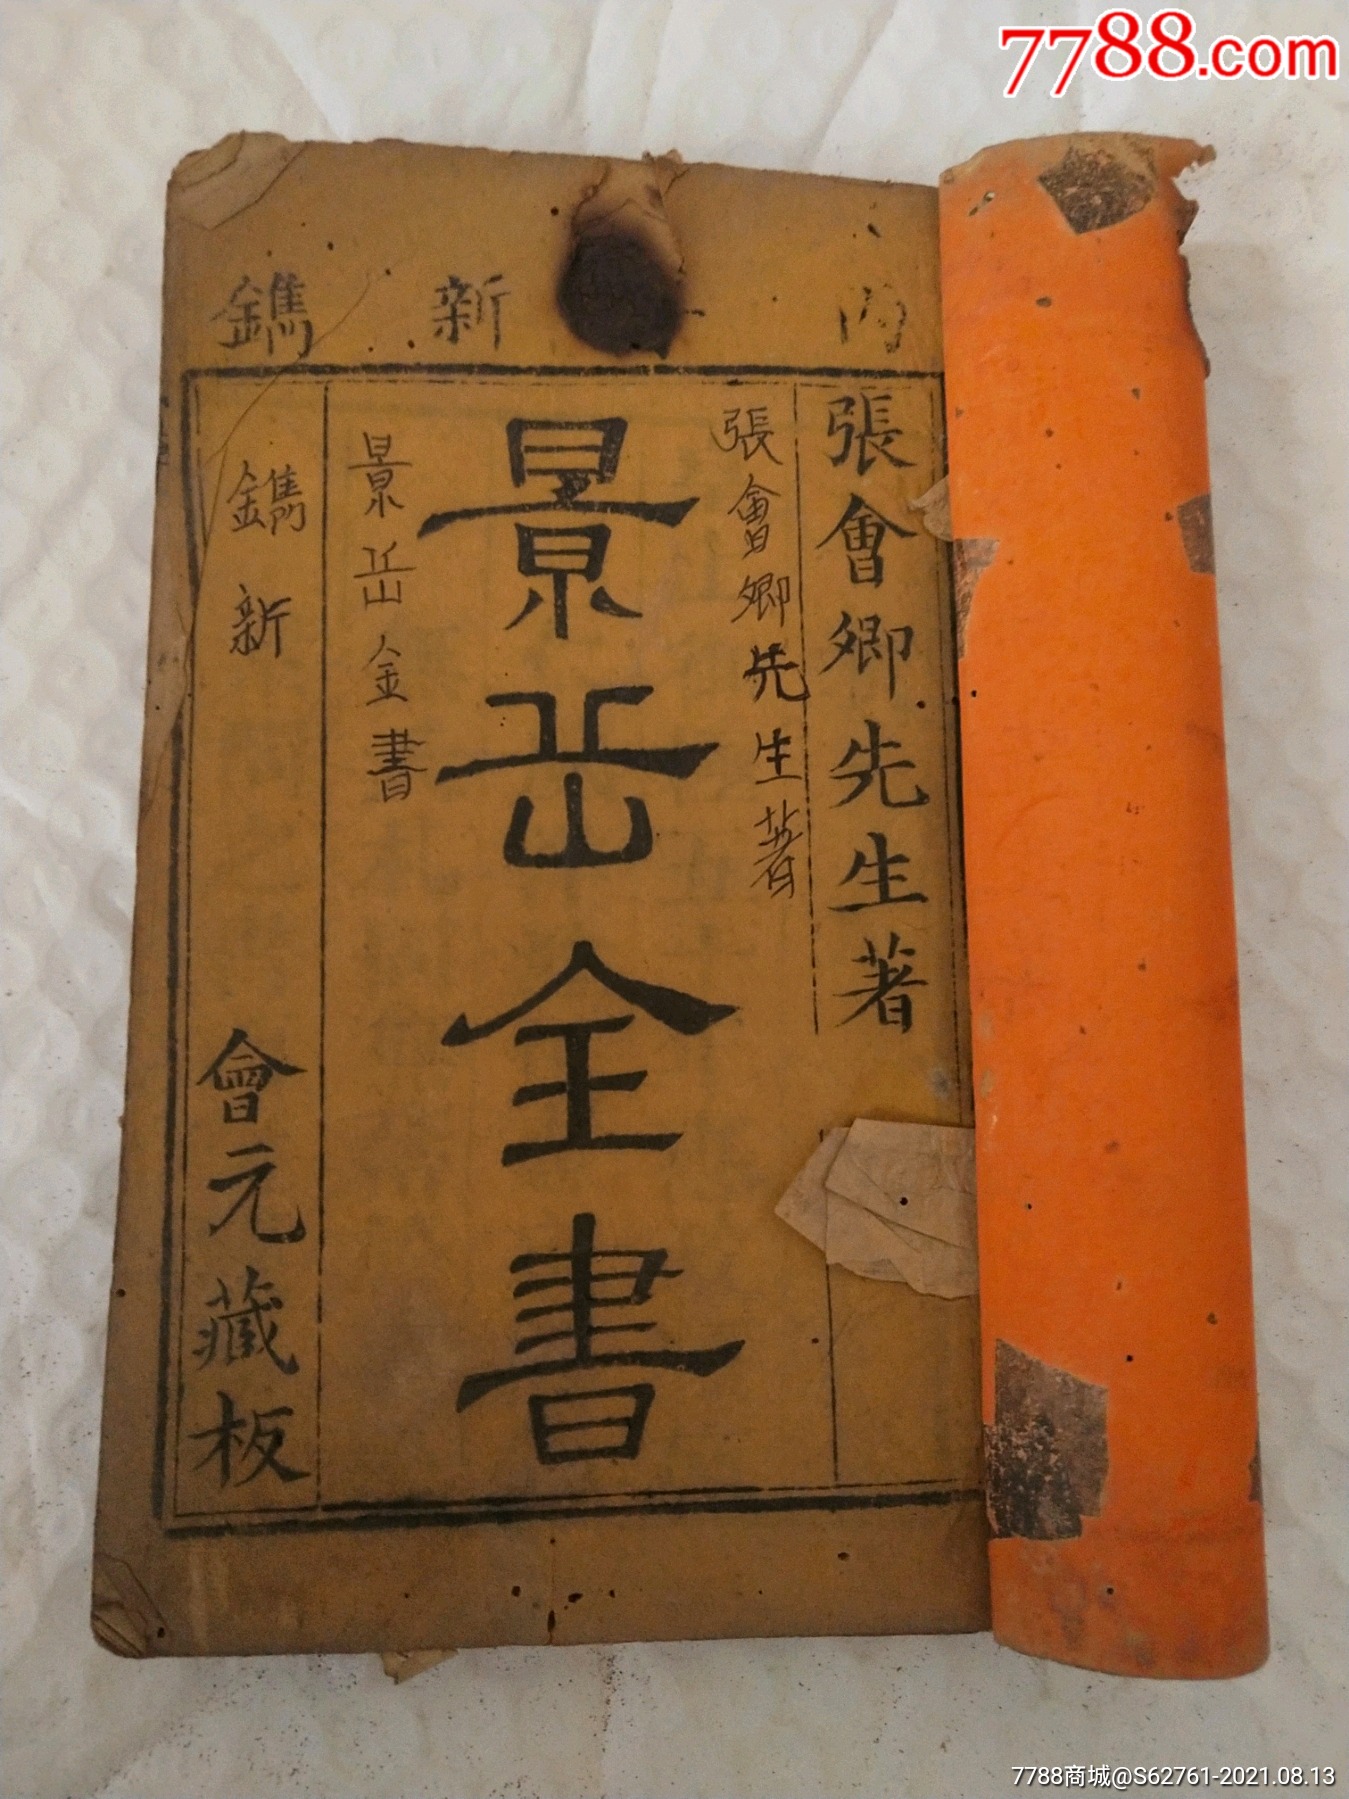 7788.com
新鐫
張會卿先生著
張會卿先生著
景岳全書
景岳金書
鐫新
會元藏板
7788商城@S62761-2021.08.13